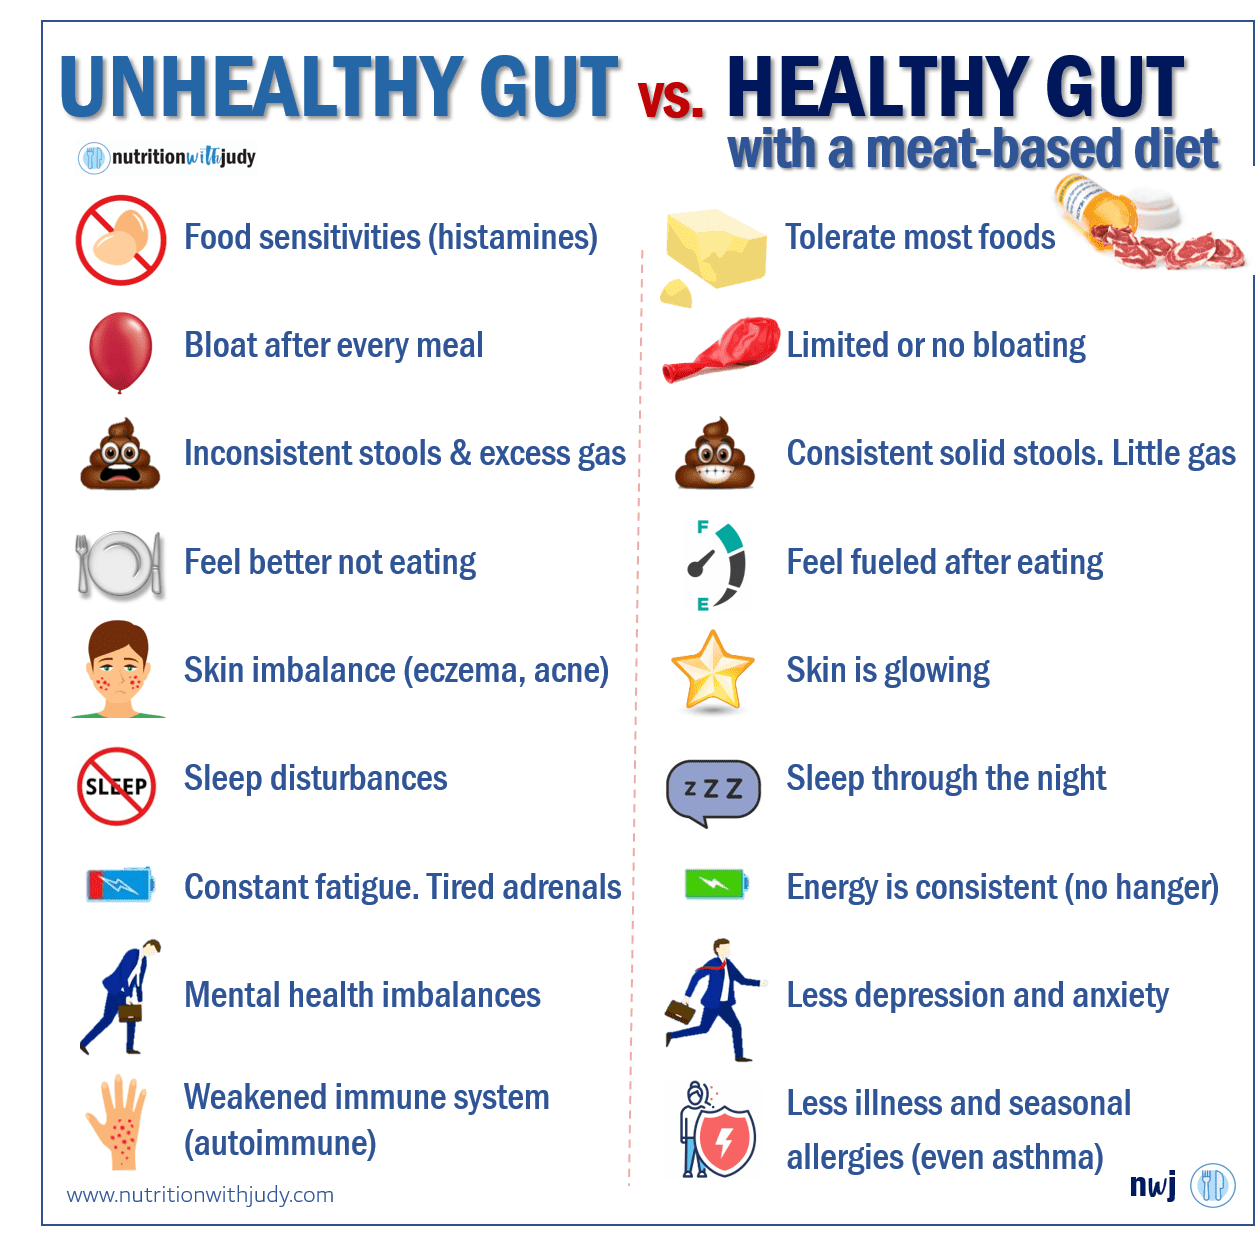 UNHEALTHY GUT vs. HEALTHY GUT
with a meat-based diet
nutritionwithjudy
Food sensitivities (histamines)
Tolerate most foods
Bloat after every meal
Limited or no bloating
Inconsistent stools & excess gas
Consistent solid stools. Little gas
Feel better not eating
F
E
Feel fueled after eating
Skin imbalance (eczema, acne)
Skin is glowing
SLEEP
Sleep disturbances
z z z
Sleep through the night
Constant fatigue. Tired adrenals
Energy is consistent (no hanger)
Mental health imbalances
Less depression and anxiety
Weakened immune system
(autoimmune)
Less illness and seasonal
allergies (even asthma)
www.nutritionwithjudy.com
nwj